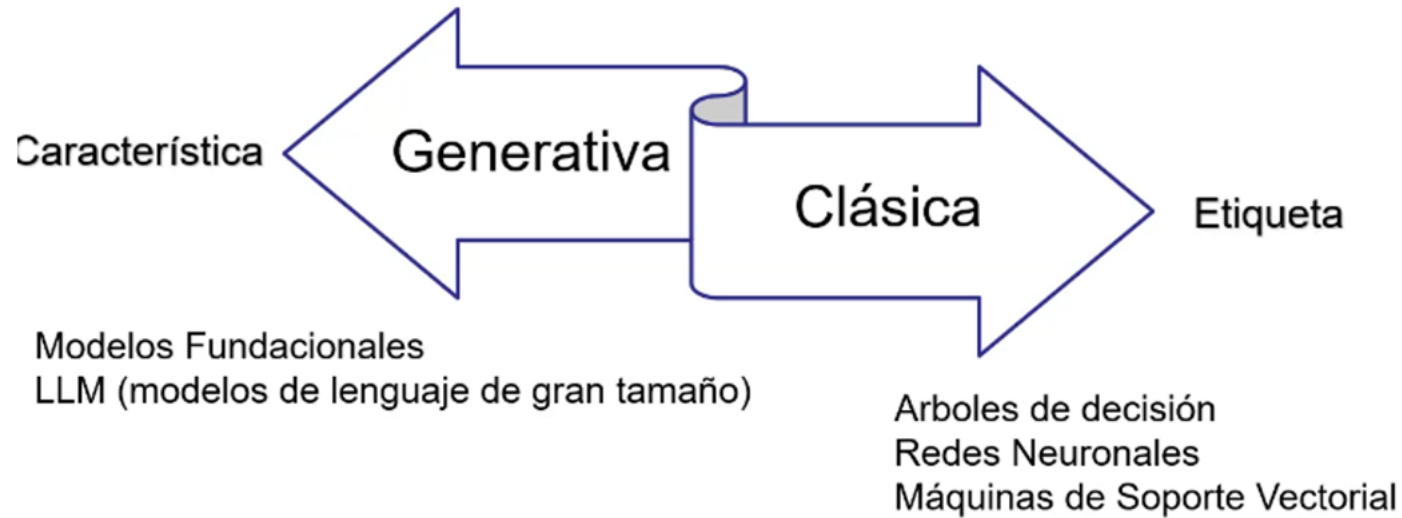 Característica
Generativa
Clásica
Etiqueta
Modelos Fundacionales
LLM (modelos de lenguaje de gran tamaño)
Arboles de decisión
Redes Neuronales
Máquinas de Soporte Vectorial